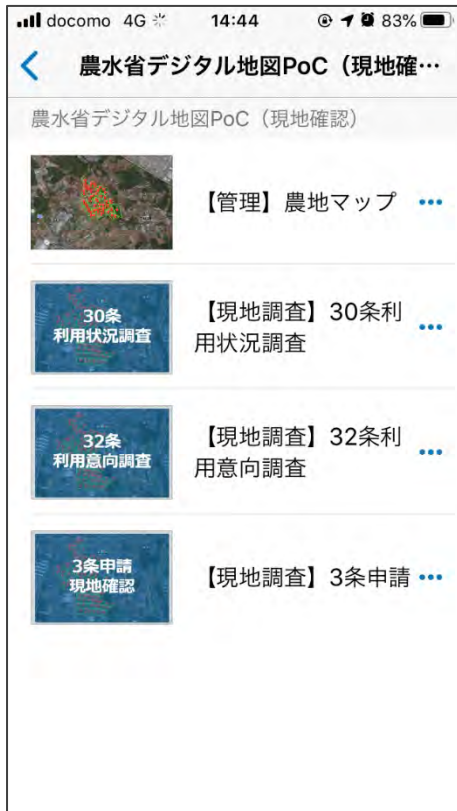 docomo 4G 14:44 83%
農水省デジタル地図PoC（現地確…
農水省デジタル地図PoC（現地確認）
【管理】農地マップ
30条
利用状況調査
【現地調査】30条利
用状況調査
32条
利用意向調査
【現地調査】32条利
用意向調査
3条申請
現地確認
【現地調査】3条申請